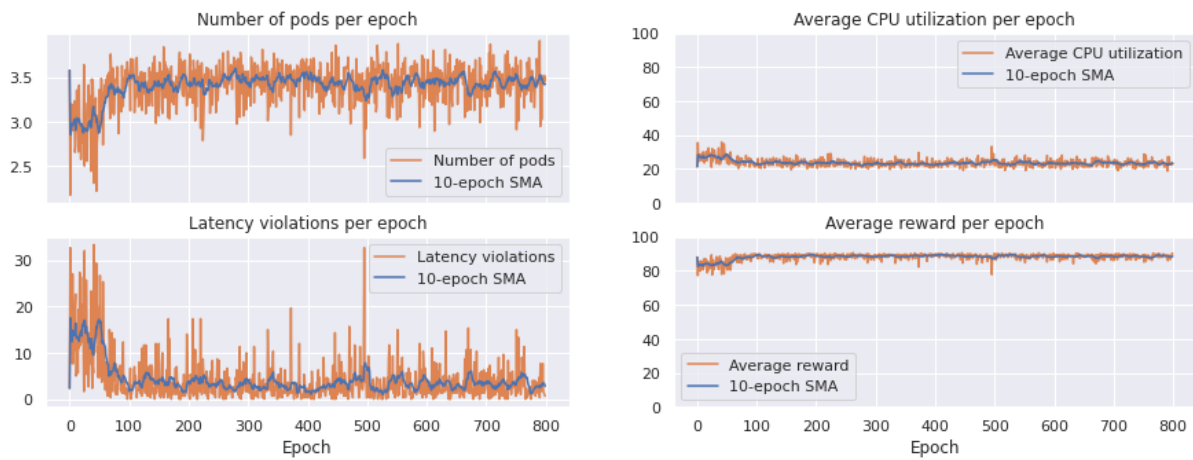 Number of pods per epoch
3.5
3.0
2.5
Number of pods
10-epoch SMA
Latency violations per epoch
30
20
10
0
Latency violations
10-epoch SMA
0 100 200 300 400 500 600 700 800
Epoch
Average CPU utilization per epoch
100
80
60
40
20
0
Average CPU utilization
10-epoch SMA
Average reward per epoch
100
80
60
40
20
0
Average reward
10-epoch SMA
0 100 200 300 400 500 600 700 800
Epoch